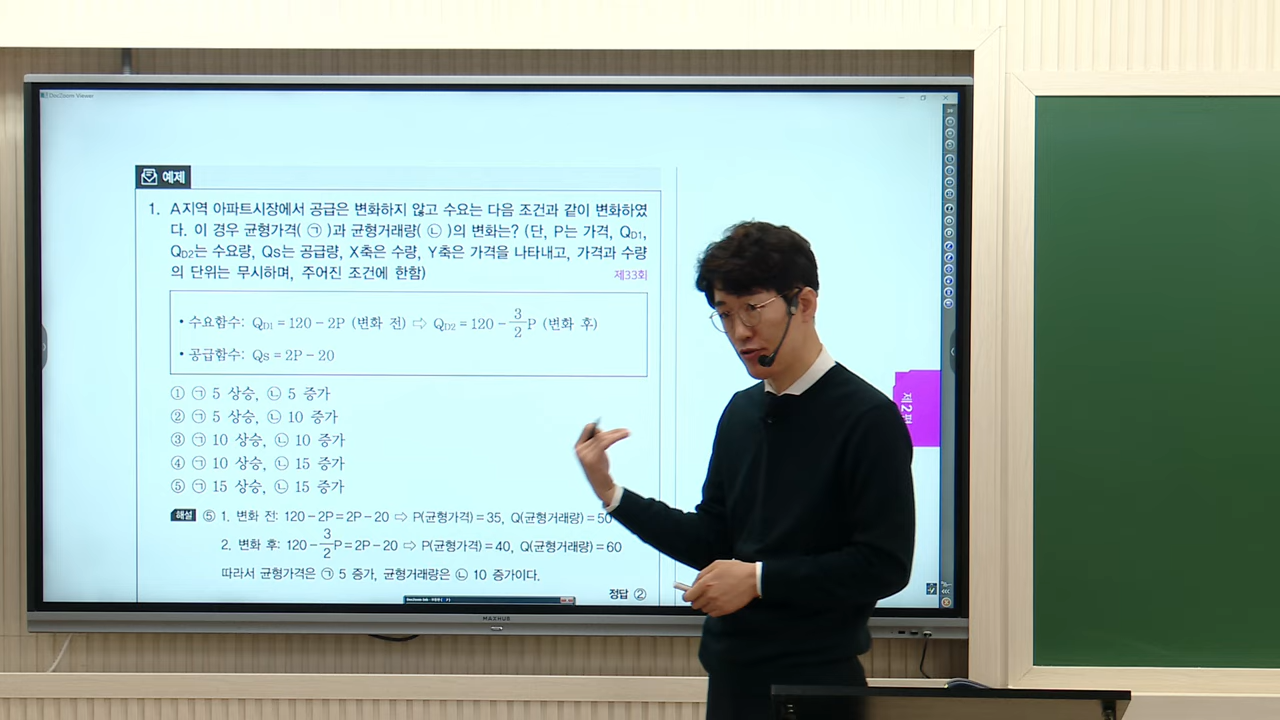 DocZoom Viewer
예제
1. A지역 아파트시장에서 공급은 변화하지 않고 수요는 다음 조건과 같이 변화하였
다. 이 경우 균형가격( ㉠ )과 균형거래량( ㉡ )의 변화는? (단, P는 가격, QD1,
QD2는 수요량, Qs는 공급량, X축은 수량, Y축은 가격을 나타내고, 가격과 수량
의 단위는 무시하며, 주어진 조건에 한함) 제33회
• 수요함수: QD1 = 120 - 2P (변화 전) ⇨ QD2 = 120 - 3/2 P (변화 후)
• 공급함수: Qs = 2P - 20
① ㉠ 5 상승, ㉡ 5 증가
② ㉠ 5 상승, ㉡ 10 증가
③ ㉠ 10 상승, ㉡ 10 증가
④ ㉠ 10 상승, ㉡ 15 증가
⑤ ㉠ 15 상승, ㉡ 15 증가
제2편
해설 ⑤ 1. 변화 전: 120 - 2P = 2P - 20 ⇨ P(균형가격) = 35, Q(균형거래량) = 50
2. 변화 후: 120 - 3/2 P = 2P - 20 ⇨ P(균형가격) = 40, Q(균형거래량) = 60
따라서 균형가격은 ㉠ 5 증가, 균형거래량은 ㉡ 10 증가이다.
정답 ②
MAXHUB